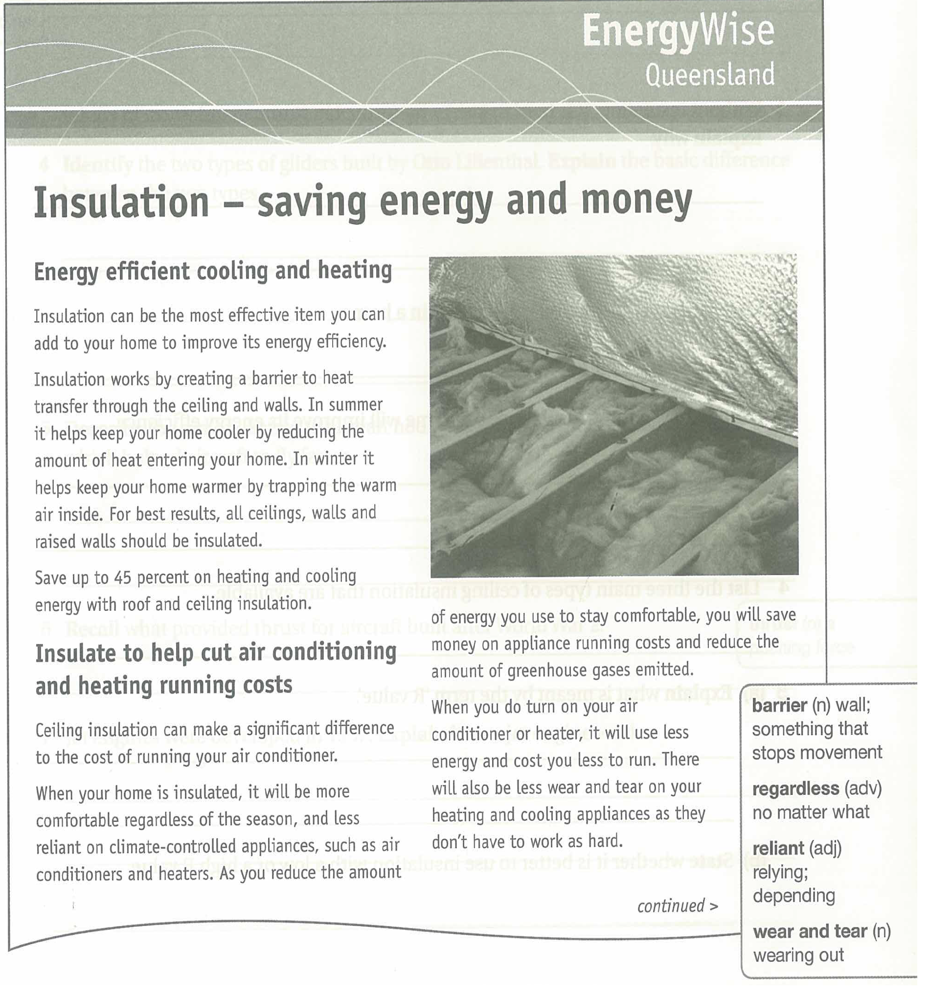 EnergyWise
Queensland
Insulation – saving energy and money
Energy efficient cooling and heating
Insulation can be the most effective item you can
add to your home to improve its energy efficiency.
Insulation works by creating a barrier to heat
transfer through the ceiling and walls. In summer
it helps keep your home cooler by reducing the
amount of heat entering your home. In winter it
helps keep your home warmer by trapping the warm
air inside. For best results, all ceilings, walls and
raised walls should be insulated.
Save up to 45 percent on heating and cooling
energy with roof and ceiling insulation.
Insulate to help cut air conditioning
and heating running costs
Ceiling insulation can make a significant difference
to the cost of running your air conditioner.
When your home is insulated, it will be more
comfortable regardless of the season, and less
reliant on climate-controlled appliances, such as air
conditioners and heaters. As you reduce the amount
of energy you use to stay comfortable, you will save
money on appliance running costs and reduce the
amount of greenhouse gases emitted.
When you do turn on your air
conditioner or heater, it will use less
energy and cost you less to run. There
will also be less wear and tear on your
heating and cooling appliances as they
don't have to work as hard.
continued >
barrier (n) wall;
something that
stops movement
regardless (adv)
no matter what
reliant (adj)
relying;
depending
wear and tear (n)
wearing out